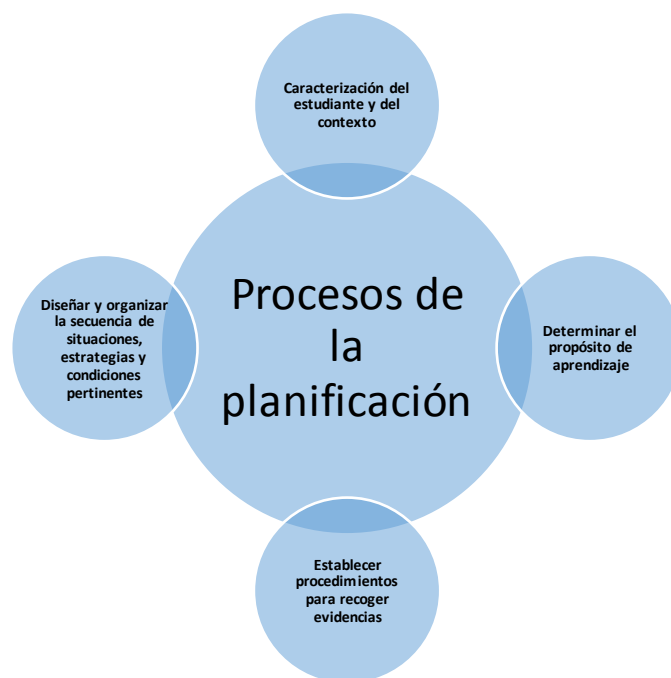 Caracterización del
estudiante y del
contexto
Procesos de
la
planificación
Determinar el
propósito de
aprendizaje
Establecer
procedimientos
para recoger
evidencias
Diseñar y organizar
la secuencia de
situaciones,
estrategias y
condiciones
pertinentes